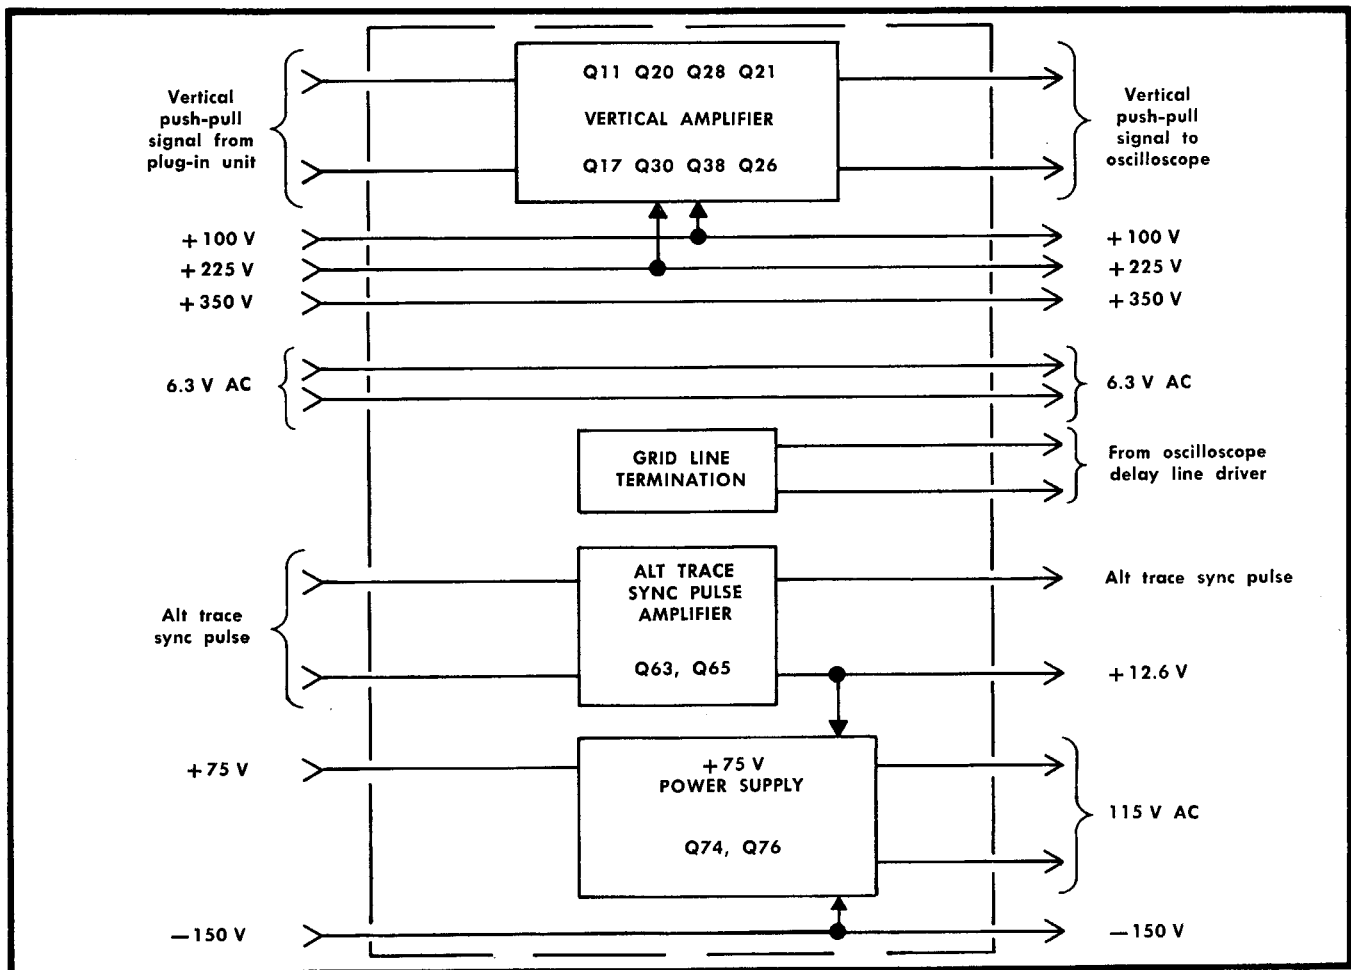 Vertical
push-pull
signal from
plug-in unit
Q11 Q20 Q28 Q21
VERTICAL AMPLIFIER
Q17 Q30 Q38 Q26
Vertical
push-pull
signal to
oscilloscope
+100 V
+100 V
+225 V
+225 V
+350 V
+350 V
6.3 V AC
6.3 V AC
GRID LINE
TERMINATION
From oscilloscope
delay line driver
Alt trace
sync pulse
ALT TRACE
SYNC PULSE
AMPLIFIER
Q63, Q65
Alt trace sync pulse
+12.6 V
+75 V
+75 V
POWER SUPPLY
Q74, Q76
115 V AC
—150 V
—150 V